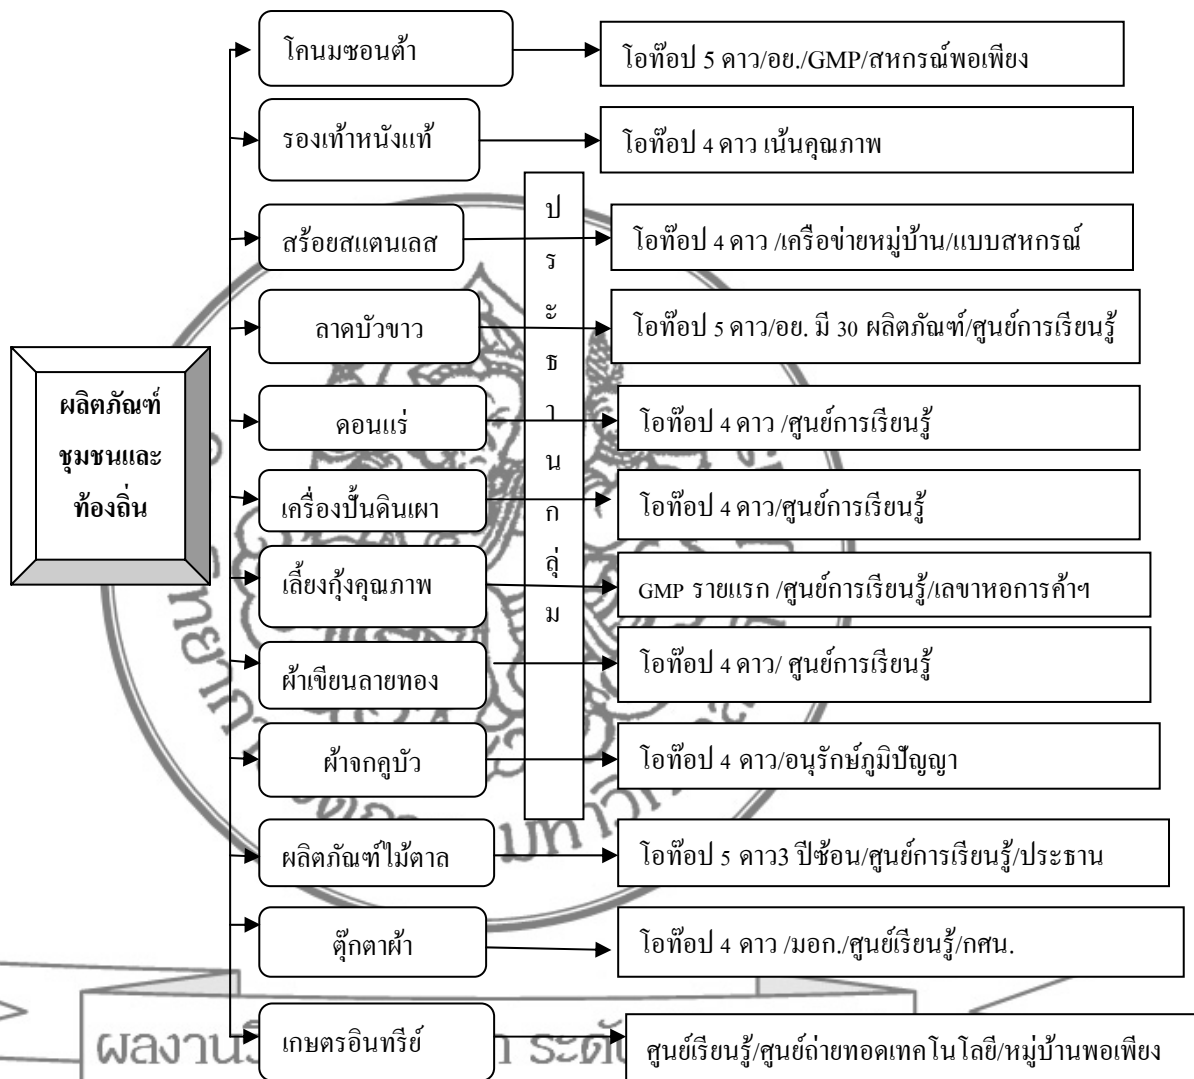 โคนมซอนต้า
โอท๊อป 5 ดาว/อย./GMP/สหกรณ์พอเพียง
รองเท้าหนังแท้
โอท๊อป 4 ดาว เน้นคุณภาพ
สร้อยสแตนเลส
โอท๊อป 4 ดาว /เครือข่ายหมู่บ้าน/แบบสหกรณ์
ลาดบัวขาว
โอท๊อป 5 ดาว/อย. มี 30 ผลิตภัณฑ์/ศูนย์การเรียนรู้
ผลิตภัณฑ์
ชุมชนและ
ท้องถิ่น
ดอนแร่
โอท๊อป 4 ดาว /ศูนย์การเรียนรู้
เครื่องปั้นดินเผา
โอท๊อป 4 ดาว/ศูนย์การเรียนรู้
เลี้ยงกุ้งคุณภาพ
GMP รายแรก /ศูนย์การเรียนรู้/เลขาหอการค้าฯ
ผ้าเขียนลายทอง
โอท๊อป 4 ดาว/ ศูนย์การเรียนรู้
ผ้าจกคูบัว
โอท๊อป 4 ดาว/อนุรักษ์ภูมิปัญญา
ผลิตภัณฑ์ไม้ตาล
โอท๊อป 5 ดาว3 ปีซ้อน/ศูนย์การเรียนรู้/ประธาน
ตุ๊กตาผ้า
โอท๊อป 4 ดาว /มอก./ศูนย์เรียนรู้/กศน.
เกษตรอินทรีย์
ศูนย์เรียนรู้/ศูนย์ถ่ายทอดเทคโนโลยี/หมู่บ้านพอเพียง
ป
ร
ะ
ธ
า
น
ก
ลุ่
ม
ผลงาน